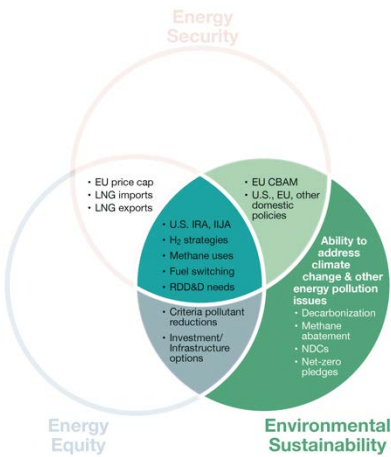 Energy
Security
• EU price cap
• LNG imports
• LNG exports
• EU CBAM
• U.S., EU, other
domestic
policies
• U.S. IRA, IIJA
• H₂ strategies
• Methane uses
• Fuel switching
• RDD&D needs
Ability to
address
climate
change & other
energy pollution
issues
• Decarbonization
• Methane
abatement
• NDCs
• Net-zero
pledges
• Criteria pollutant
reductions
• Investment/
Infrastructure
options
Energy
Equity
Environmental
Sustainability